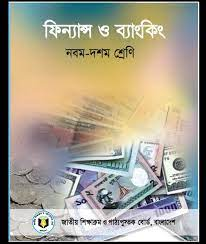 ফিন্যান্স ও ব্যাংকিং
নবম-দশম শ্রেণি
জাতীয় শিক্ষাক্রম ও পাঠ্যপুস্তক বোর্ড, বাংলাদেশ